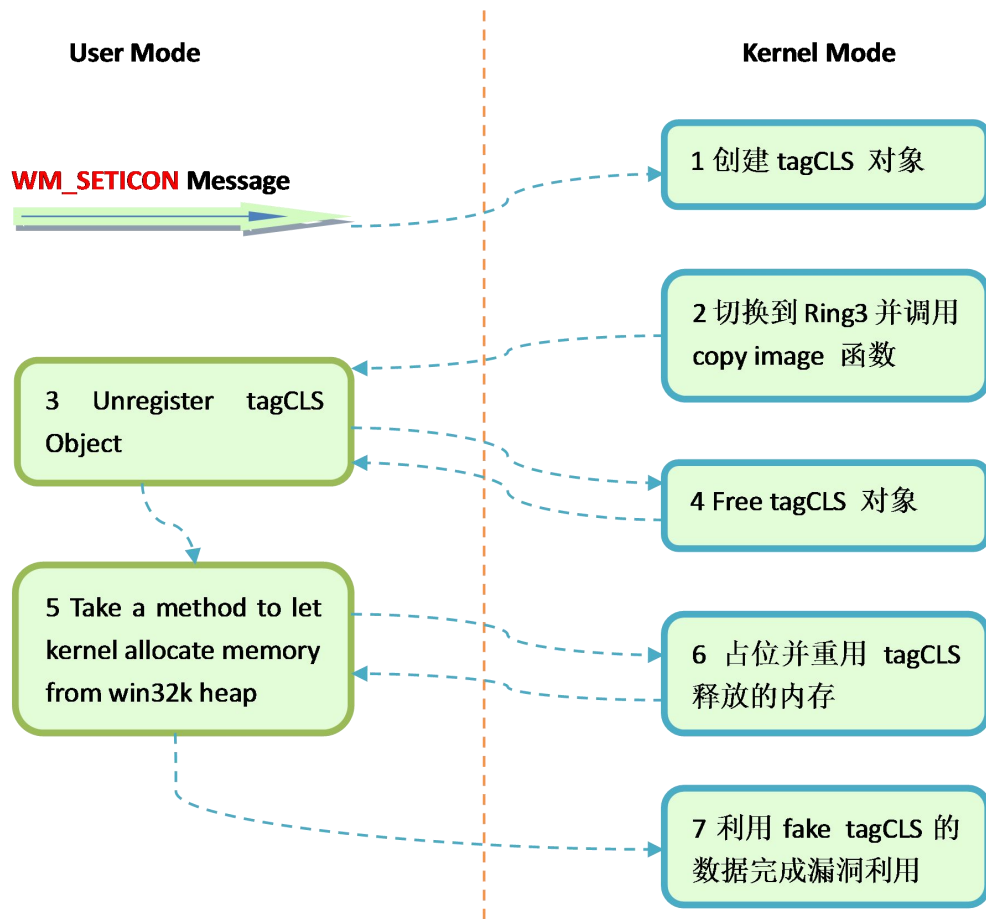 User Mode
Kernel Mode
WM_SETICON Message
1 创建 tagCLS 对象
2 切换到 Ring3 并调用
copy image 函数
3 Unregister tagCLS
Object
4 Free tagCLS 对象
5 Take a method to let
kernel allocate memory
from win32k heap
6 占位并重用 tagCLS
释放的内存
7 利用 fake tagCLS 的
数据完成漏洞利用